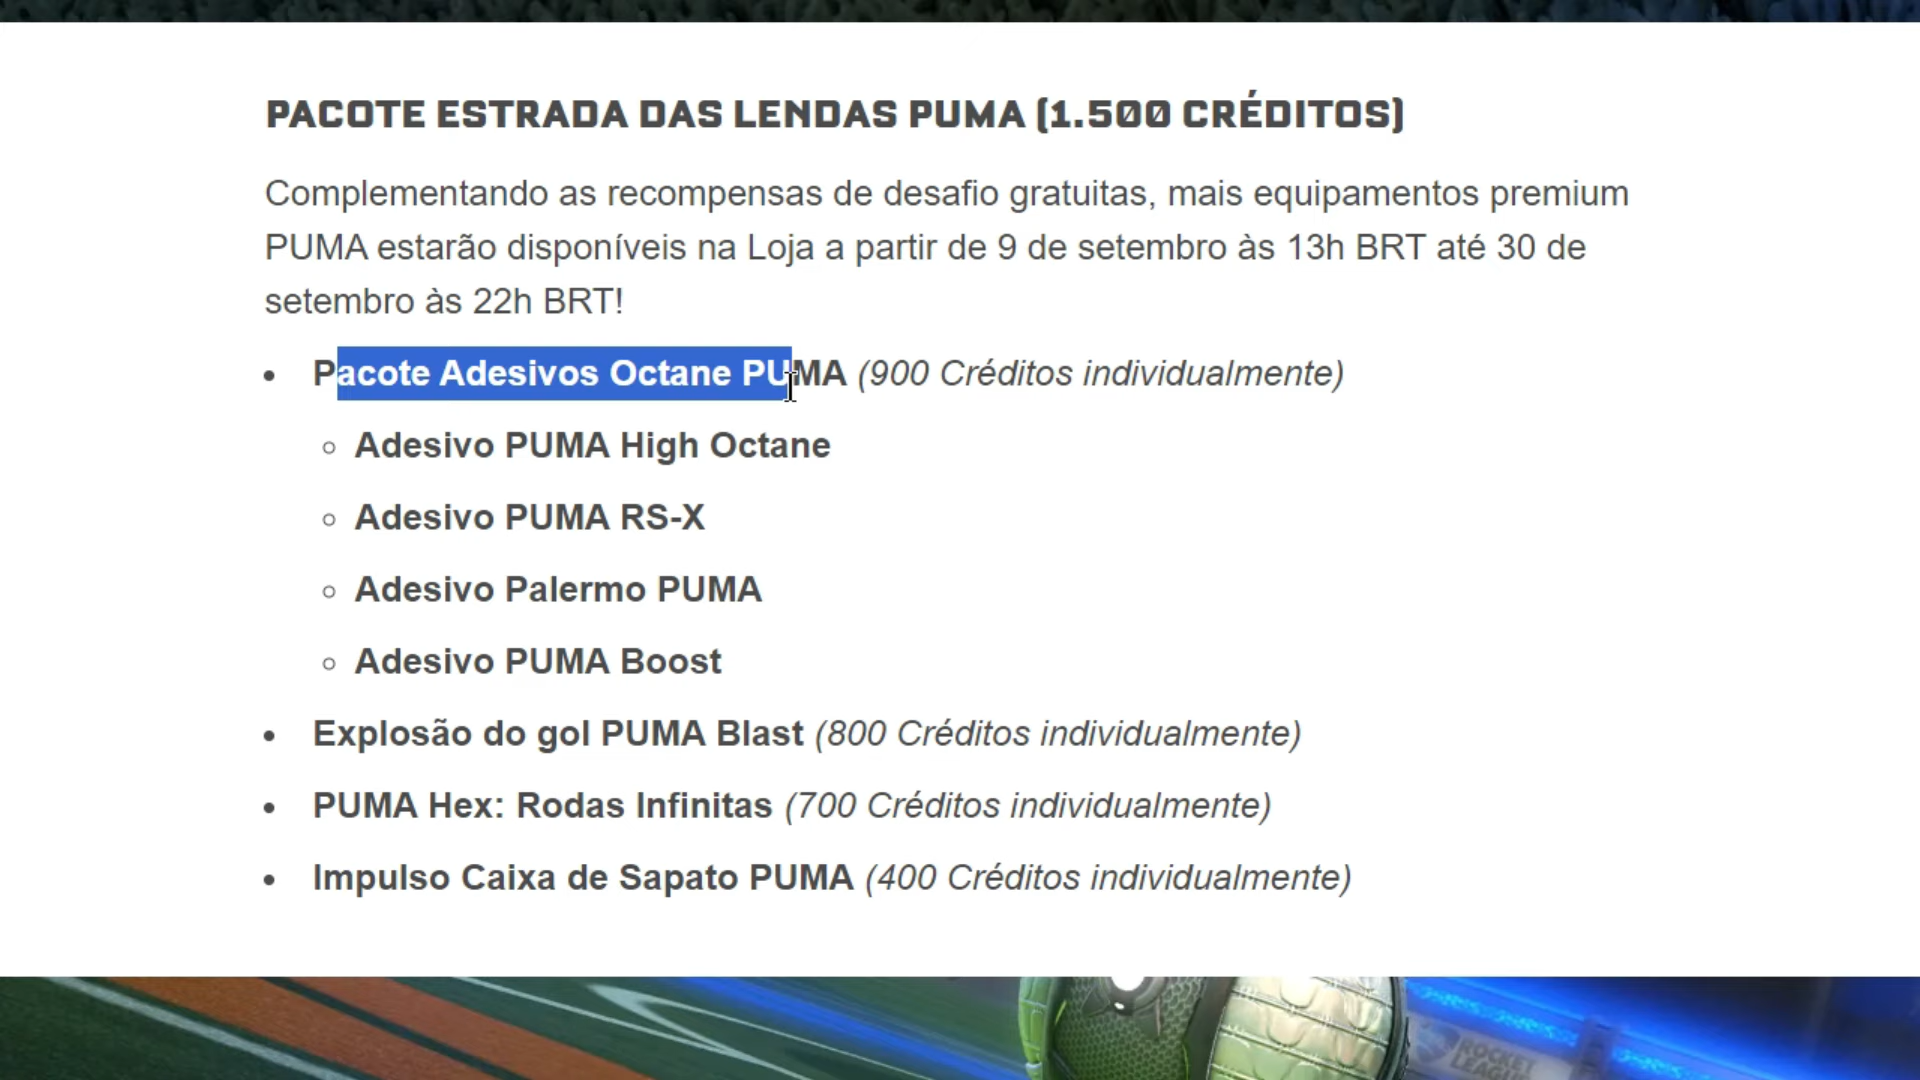 PACOTE ESTRADA DAS LENDAS PUMA (1.500 CRÉDITOS)
Complementando as recompensas de desafio gratuitas, mais equipamentos premium
PUMA estarão disponíveis na Loja a partir de 9 de setembro às 13h BRT até 30 de
setembro às 22h BRT!
Pacote Adesivos Octane PUMA (900 Créditos individualmente)
Adesivo PUMA High Octane
Adesivo PUMA RS-X
Adesivo Palermo PUMA
Adesivo PUMA Boost
Explosão do gol PUMA Blast (800 Créditos individualmente)
PUMA Hex: Rodas Infinitas (700 Créditos individualmente)
Impulso Caixa de Sapato PUMA (400 Créditos individualmente)
ROCKET
LEAGUE